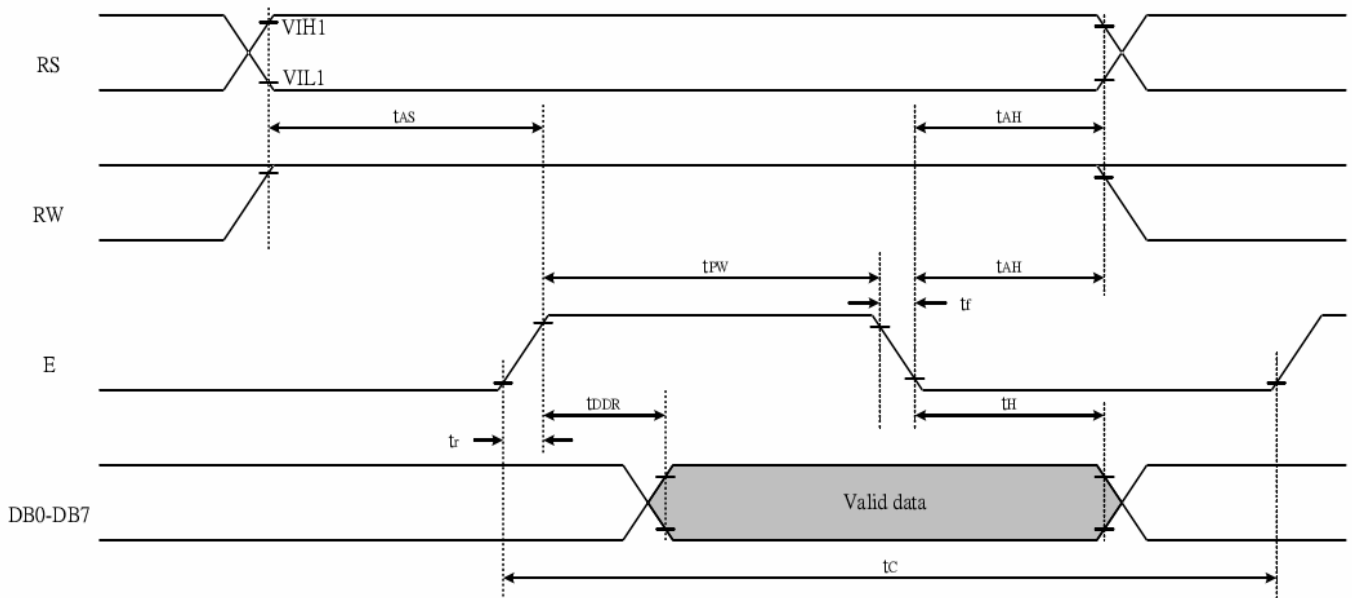 VIH1
RS
VIL1
tAS
tAH
RW
tPW
tAH
tf
E
tDDR
tH
tr
Valid data
DB0-DB7
tC